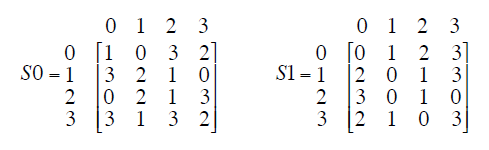 0 1 2 3 0 1 2 3
0 [1 0 3 2] 0 [0 1 2 3]
S0 = 1 [3 2 1 0] S1 = 1 [2 0 1 3]
2 [0 2 1 3] 2 [3 0 1 0]
3 [3 1 3 2] 3 [2 1 0 3]